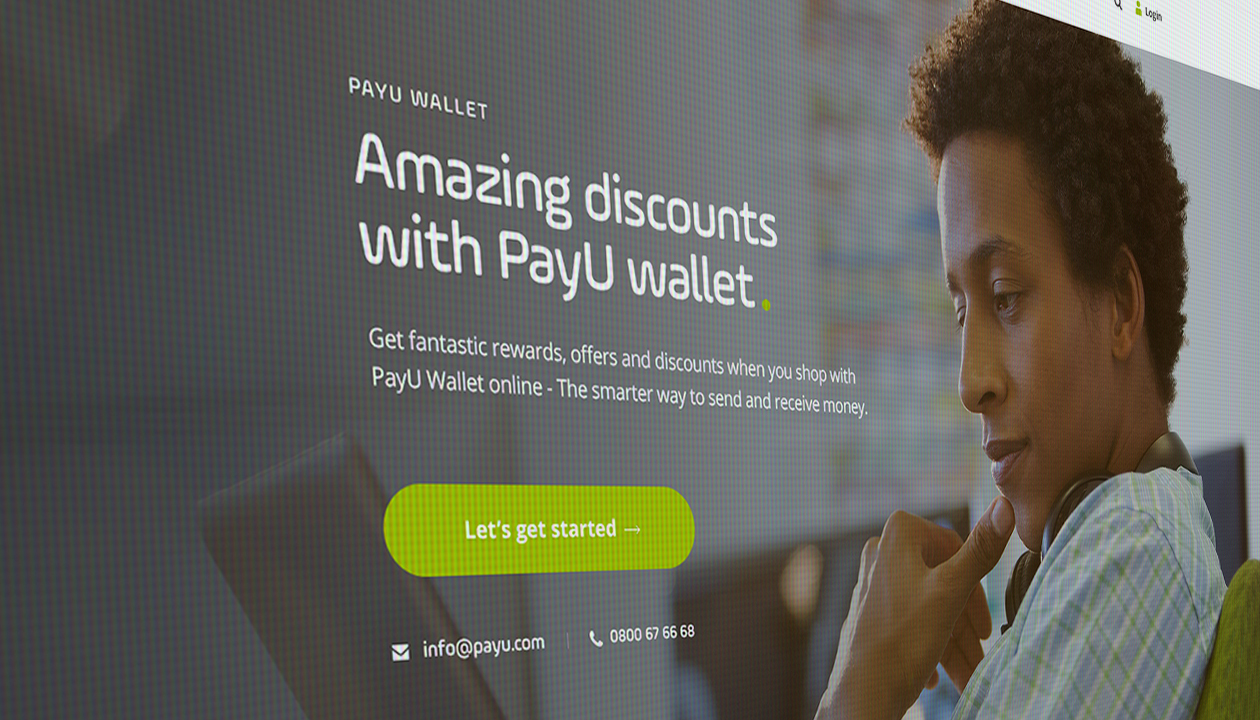 Login
PAYU WALLET
Amazing discounts
with PayU wallet.
Get fantastic rewards, offers and discounts when you shop with
PayU Wallet online - The smarter way to send and receive money.
Let's get started →
info@payu.com | 0800 67 66 68